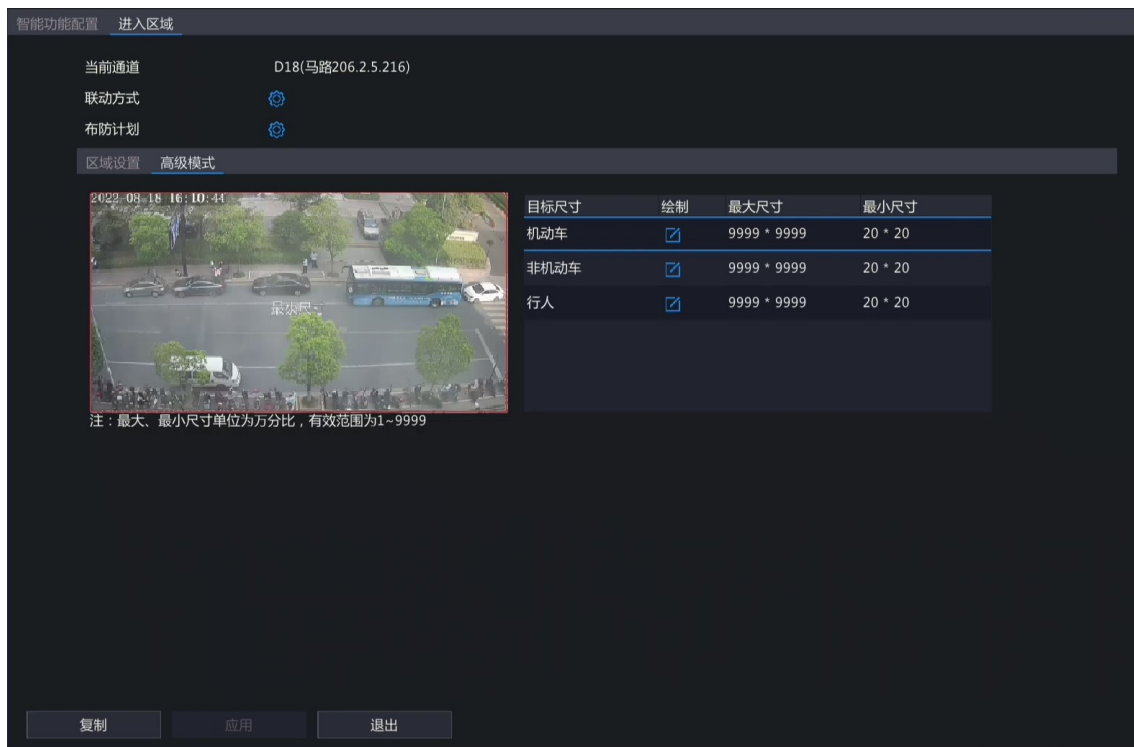 智能功能配置 进入区域
当前通道 D18(马路206.2.5.216)
联动方式
布防计划
区域设置 高级模式
2022-08-18 16:10:44
目标尺寸 绘制 最大尺寸 最小尺寸
机动车 9999 * 9999 20 * 20
非机动车 9999 * 9999 20 * 20
行人 9999 * 9999 20 * 20
注：最大、最小尺寸单位为万分比，有效范围为1~9999
复制 应用 退出